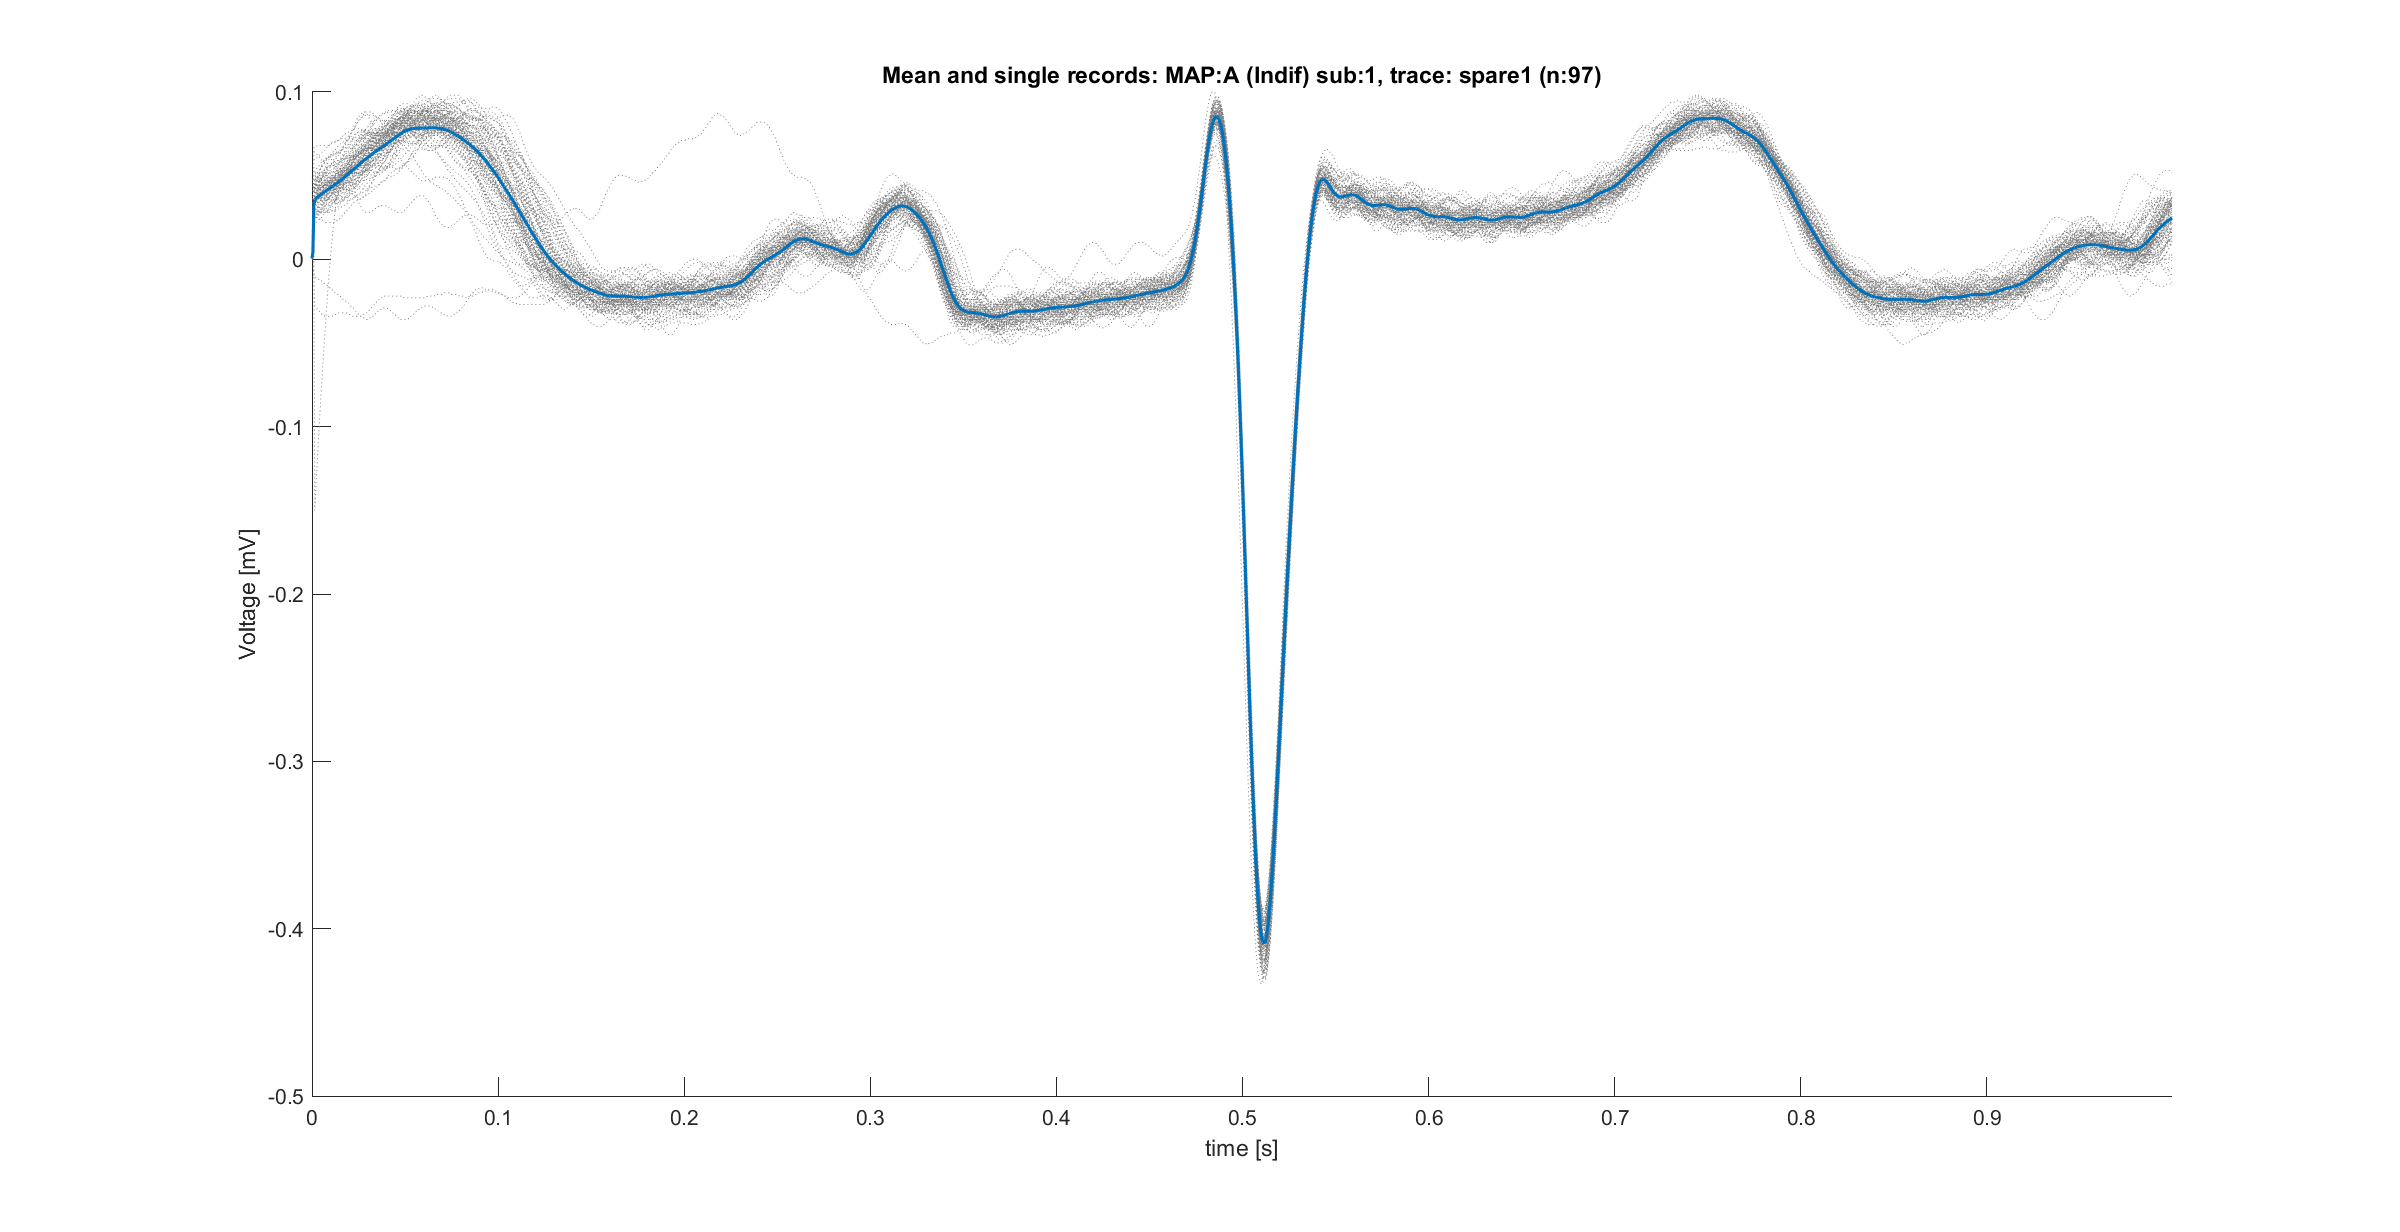 Mean and single records: MAP:A (Indif) sub:1, trace: spare1 (n:97)
0.1
0
-0.1
-0.2
-0.3
-0.4
-0.5
Voltage [mV]
0 0.1 0.2 0.3 0.4 0.5 0.6 0.7 0.8 0.9
time [s]